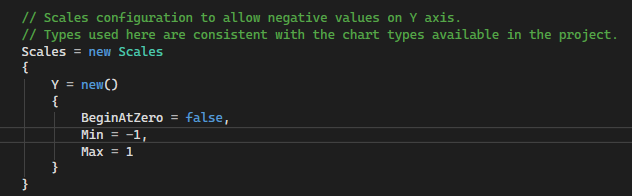 // Scales configuration to allow negative values on Y axis.
// Types used here are consistent with the chart types available in the project.
Scales = new Scales
{
    Y = new()
    {
        BeginAtZero = false,
        Min = -1,
        Max = 1
    }
}